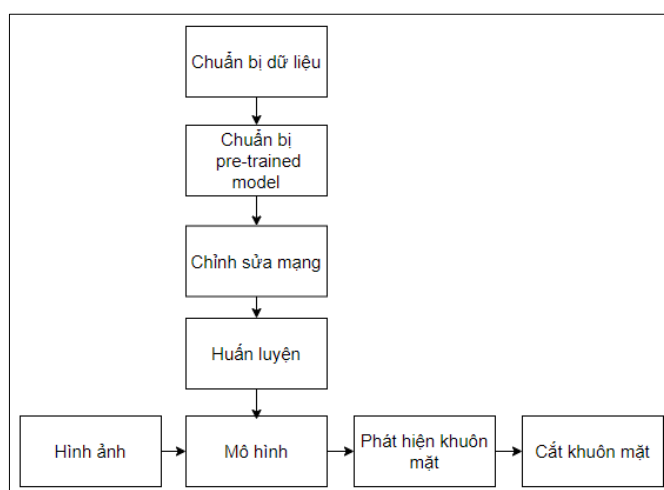 Chuẩn bị dữ liệu
Chuẩn bị
pre-trained
model
Chỉnh sửa mạng
Huấn luyện
Hình ảnh
Mô hình
Phát hiện khuôn
mặt
Cắt khuôn mặt